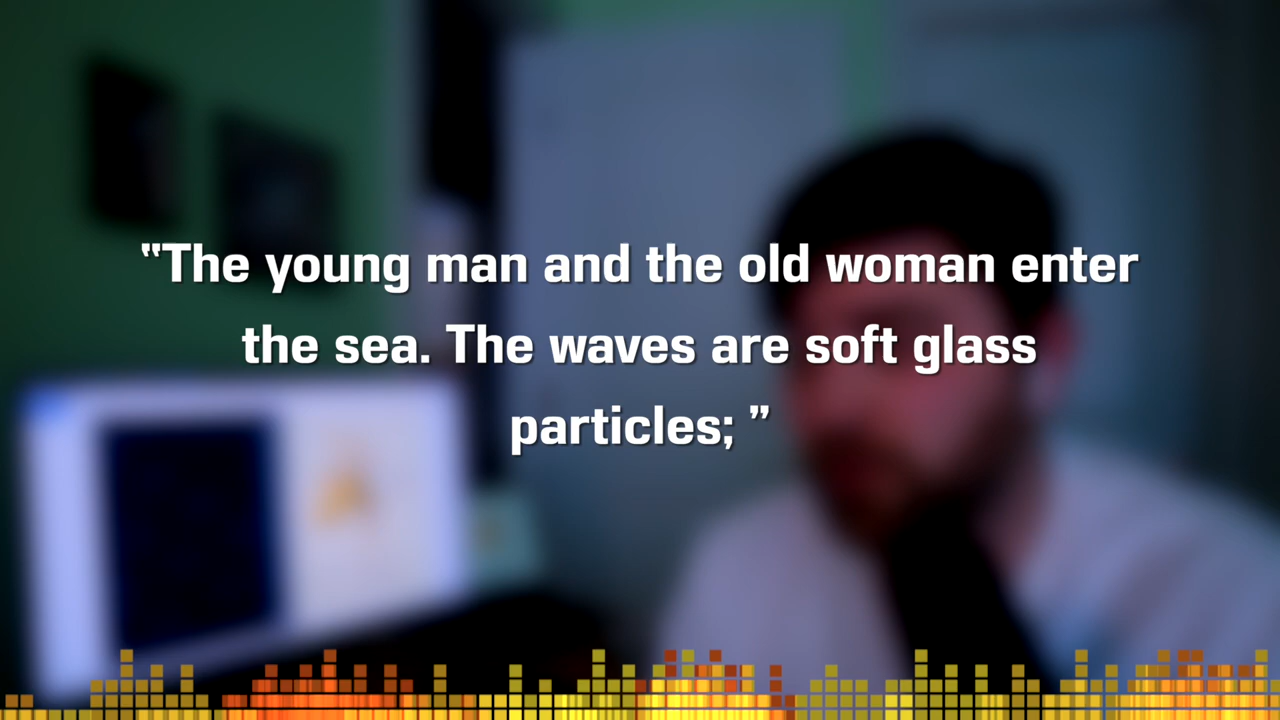 "The young man and the old woman enter
the sea. The waves are soft glass
particles; ”